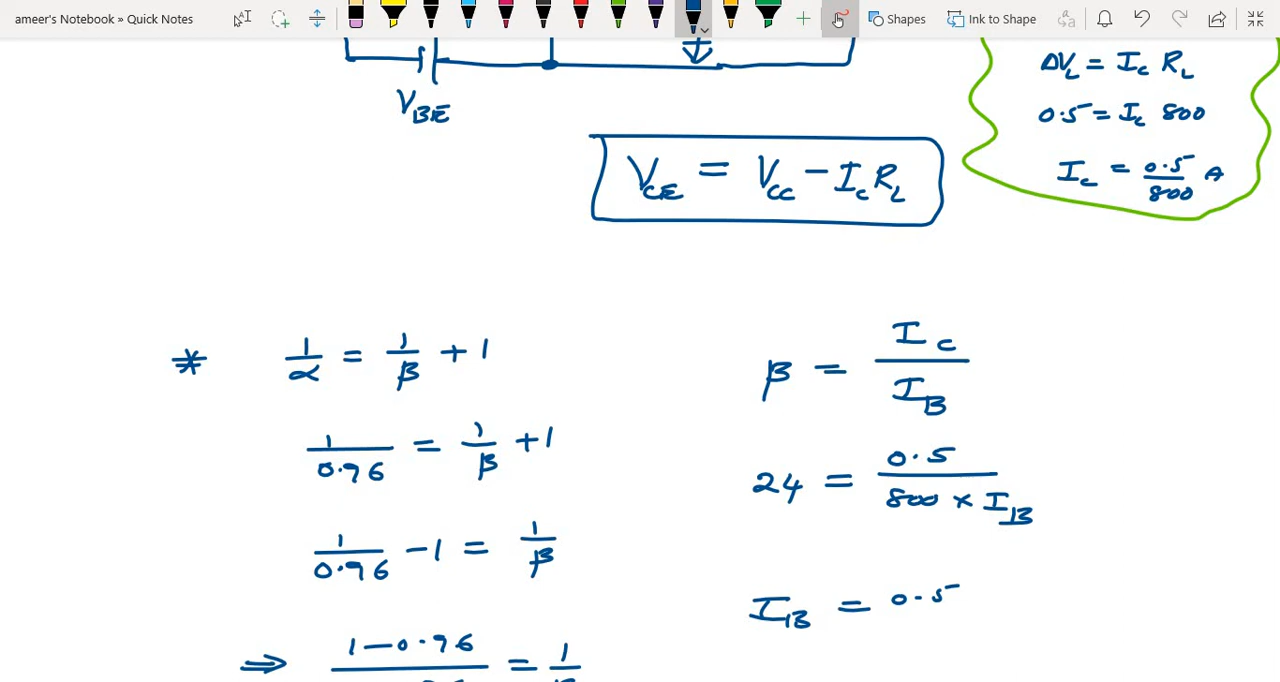 ameer's Notebook » Quick Notes
Shapes
Ink to Shape
V_BE
ΔV_L = I_c R_L
0.5 = I_c 800
I_c = 0.5/800 A
V_CE = V_CC − I_c R_L
* 1/α = 1/β + 1
1/0.96 = 1/β + 1
1/0.96 − 1 = 1/β
⇒ 1 − 0.96
= 1
β = I_c/I_B
24 = 0.5/(800 × I_B)
I_B = 0.5